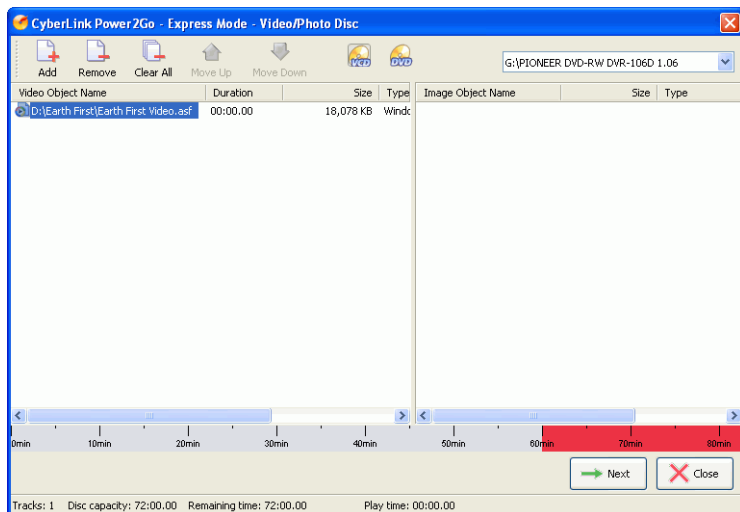 CyberLink Power2Go - Express Mode - Video/Photo Disc
Add Remove Clear All Move Up Move Down VCD DVD G:\PIONEER DVD-RW DVR-106D 1.06
Video Object Name Duration Size Type Image Object Name Size Type
D:\Earth First\Earth First Video.asf 00:00.00 18,078 KB Windo
0min 10min 20min 30min 40min 50min 60min 70min 80min
Next Close
Tracks: 1 Disc capacity: 72:00.00 Remaining time: 72:00.00 Play time: 00:00.00